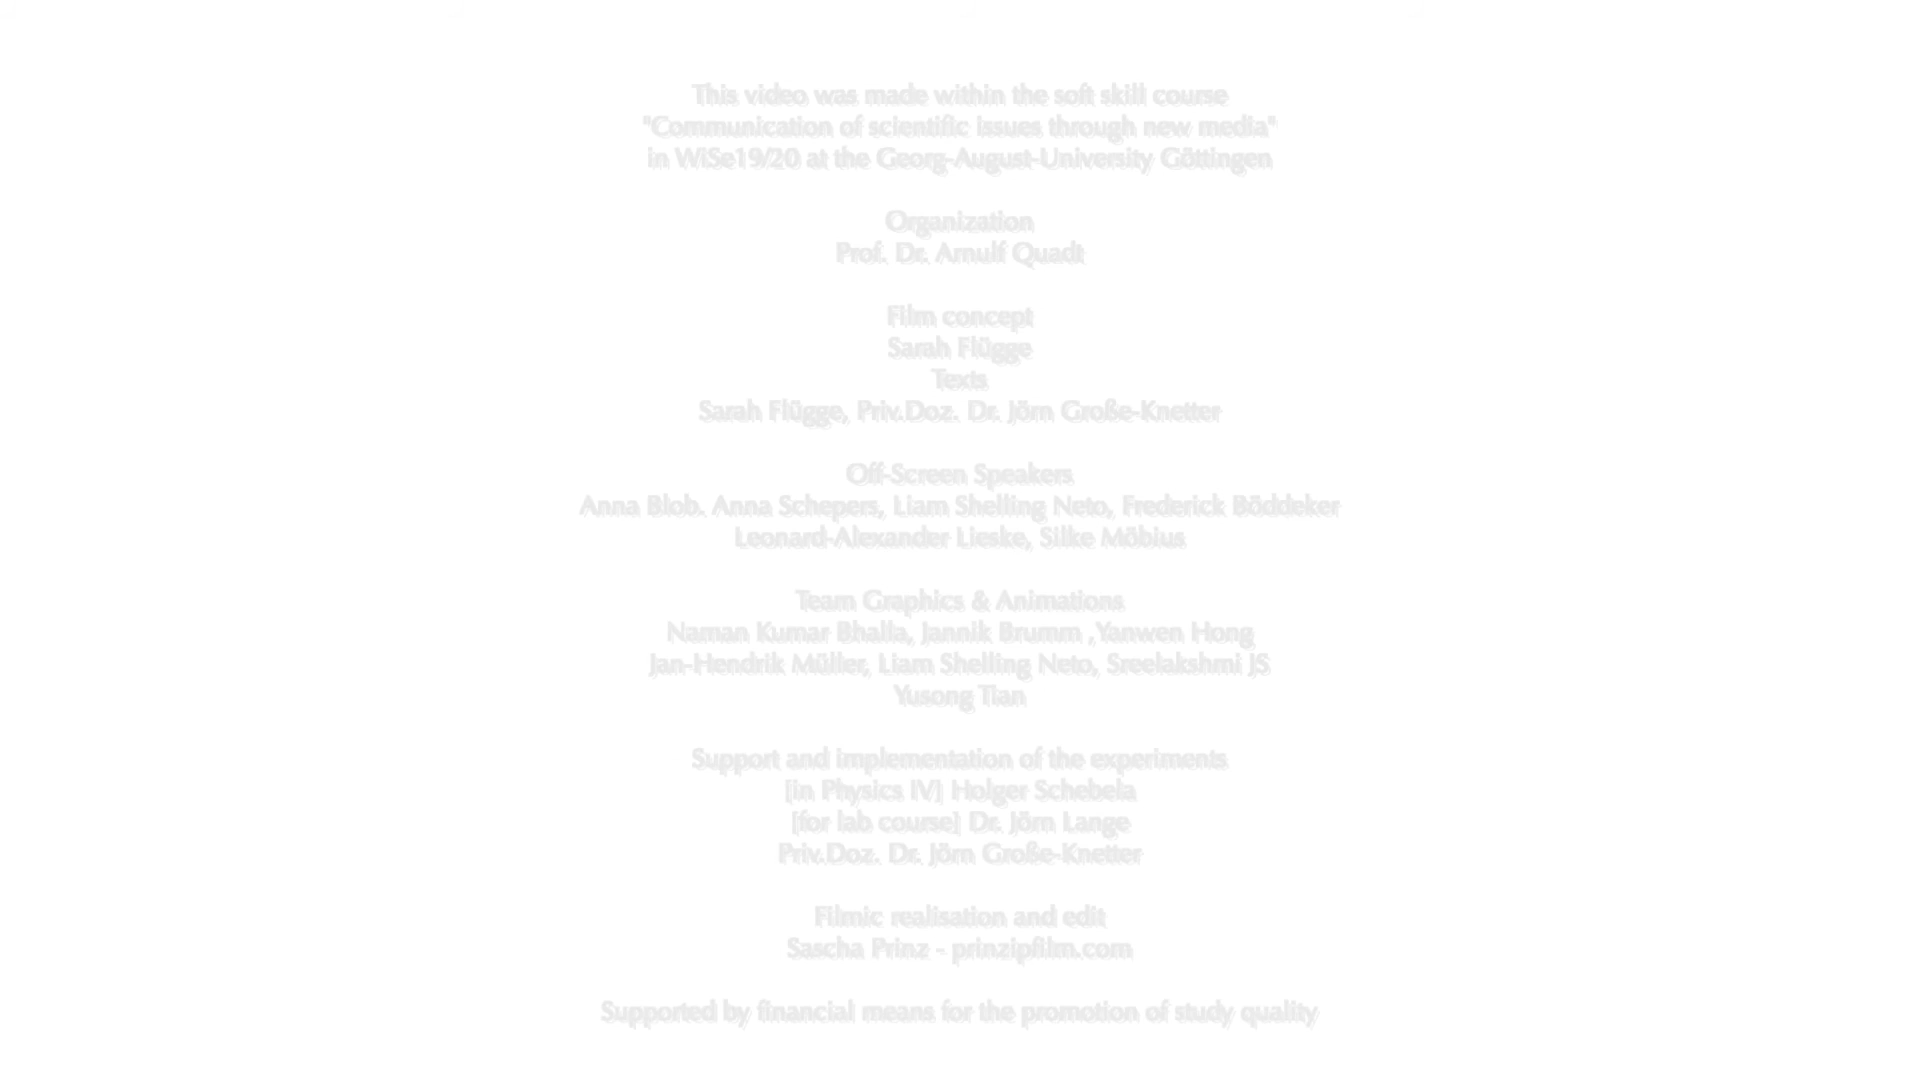 This video was made within the soft skill course
"Communication of scientific issues through new media"
in WiSe19/20 at the Georg-August-University Göttingen
Organization
Prof. Dr. Arnulf Quadt
Film concept
Sarah Flügge
Texts
Sarah Flügge, Priv.Doz. Dr. Jörn Große-Knetter
Off-Screen Speakers
Anna Blob. Anna Schepers, Liam Shelling Neto, Frederick Böddeker
Leonard-Alexander Lieske, Silke Möbius
Team Graphics & Animations
Naman Kumar Bhalla, Jannik Brumm ,Yanwen Hong
Jan-Hendrik Müller, Liam Shelling Neto, Sreelakshmi JS
Yusong Tian
Support and implementation of the experiments
[in Physics IV] Holger Schebela
[for lab course] Dr. Jörn Lange
Priv.Doz. Dr. Jörn Große-Knetter
Filmic realisation and edit
Sascha Prinz - prinzipfilm.com
Supported by financial means for the promotion of study quality